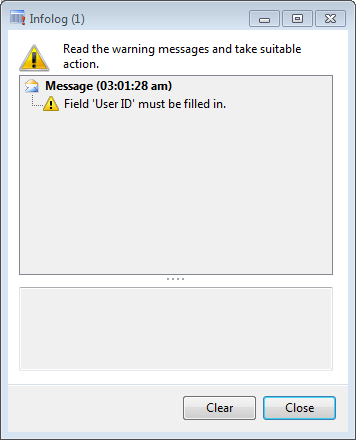 Infolog (1)
Read the warning messages and take suitable
action.
Message (03:01:28 am)
Field 'User ID' must be filled in.
Clear
Close